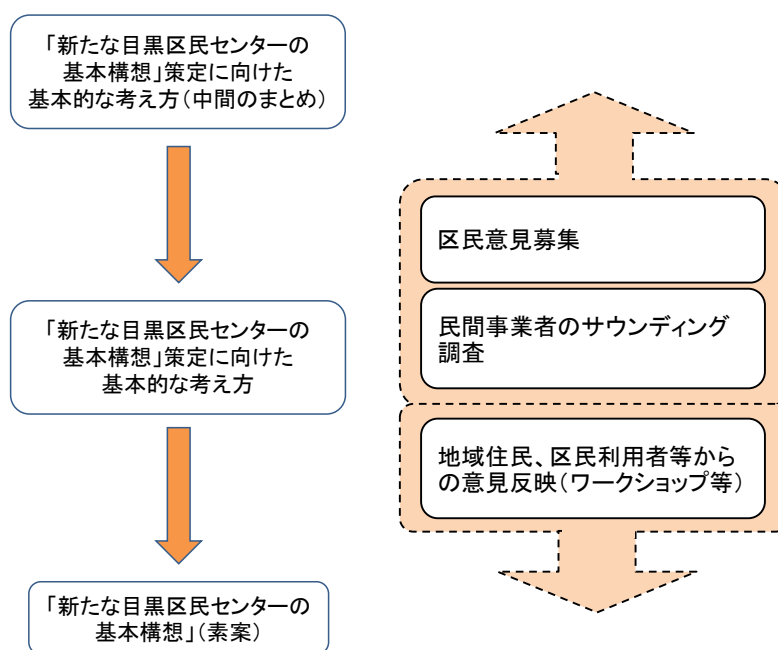 「新たな目黒区民センターの
基本構想」策定に向けた
基本的な考え方（中間のまとめ）
「新たな目黒区民センターの
基本構想」策定に向けた
基本的な考え方
「新たな目黒区民センターの
基本構想」（素案）
区民意見募集
民間事業者のサウンディング
調査
地域住民、区民利用者等から
の意見反映（ワークショップ等）